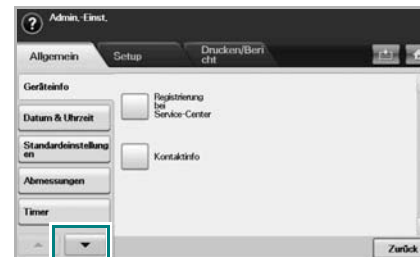 Admin.-Einst.
Allgemein
Setup
Drucken/Beri
cht
Geräteinfo
Datum & Uhrzeit
Standardeinstellung
en
Abmessungen
Timer
Registrierung
bei
Service-Center
Kontaktinfo
Zurück